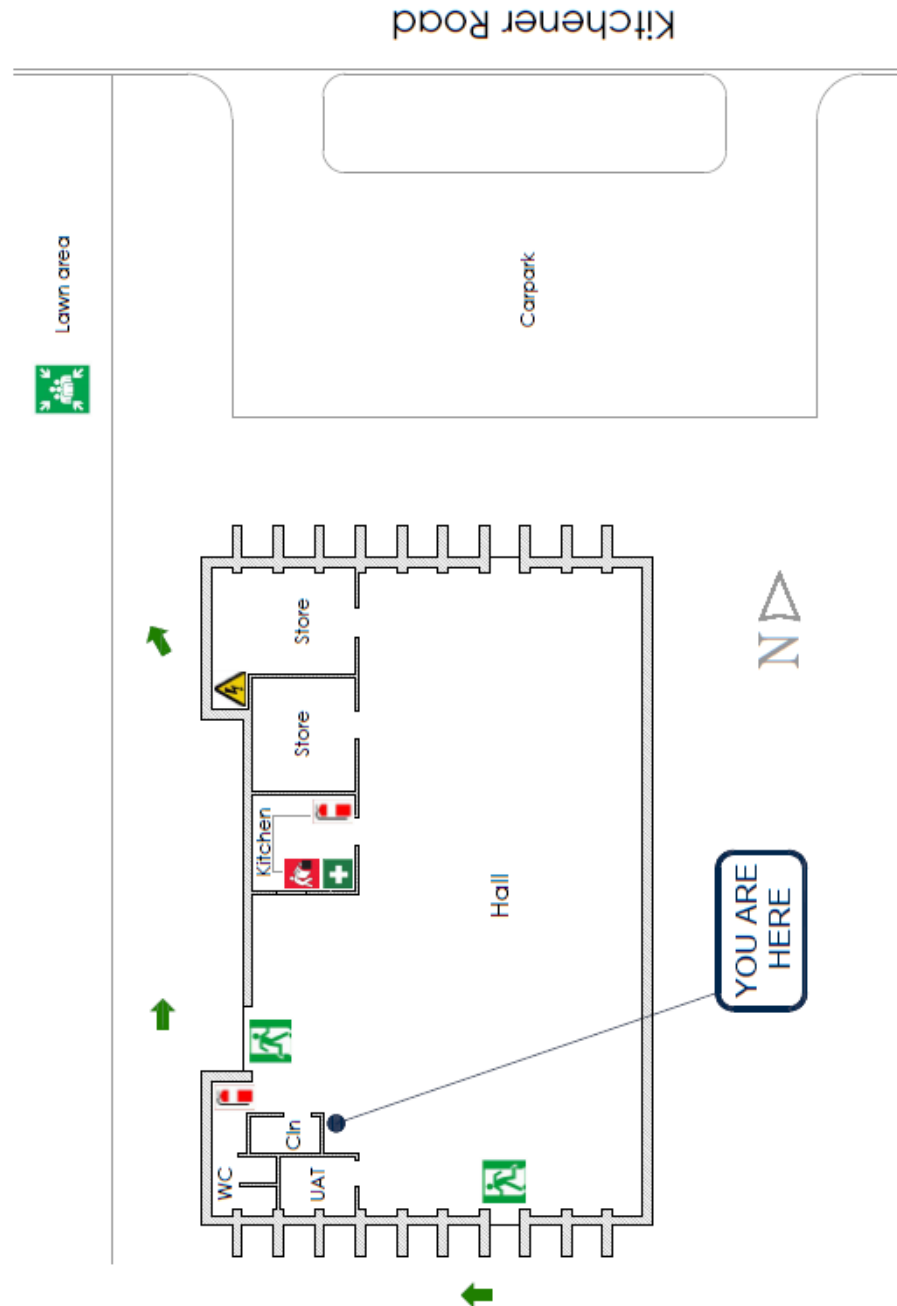 Kitchener Road
Lawn area
Carpark
Store
Store
Kitchen
Hall
YOU ARE
HERE
N
Cln
WC
UAT